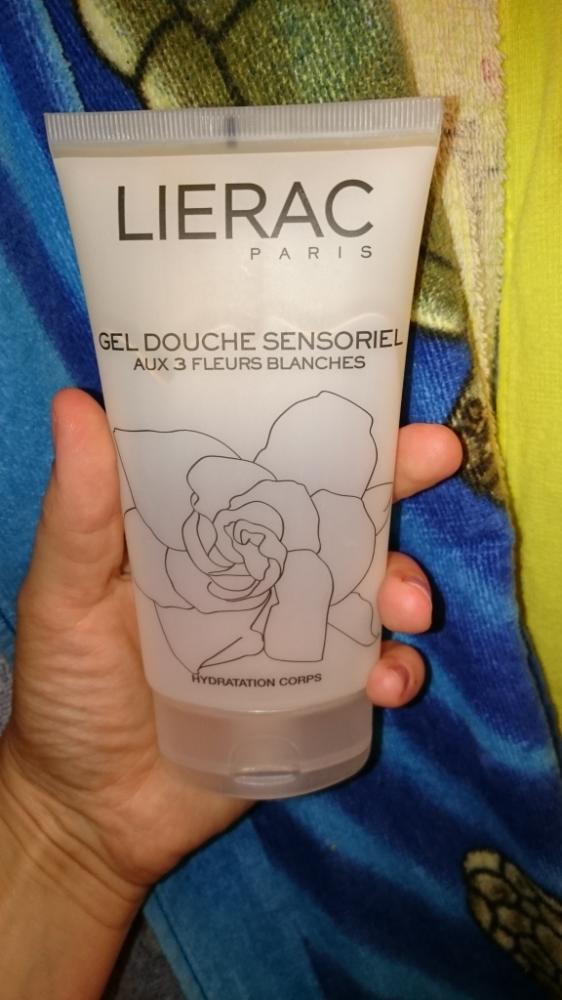 LIERAC
PARIS
GEL DOUCHE SENSORIEL
AUX 3 FLEURS BLANCHES
HYDRATATION CORPS